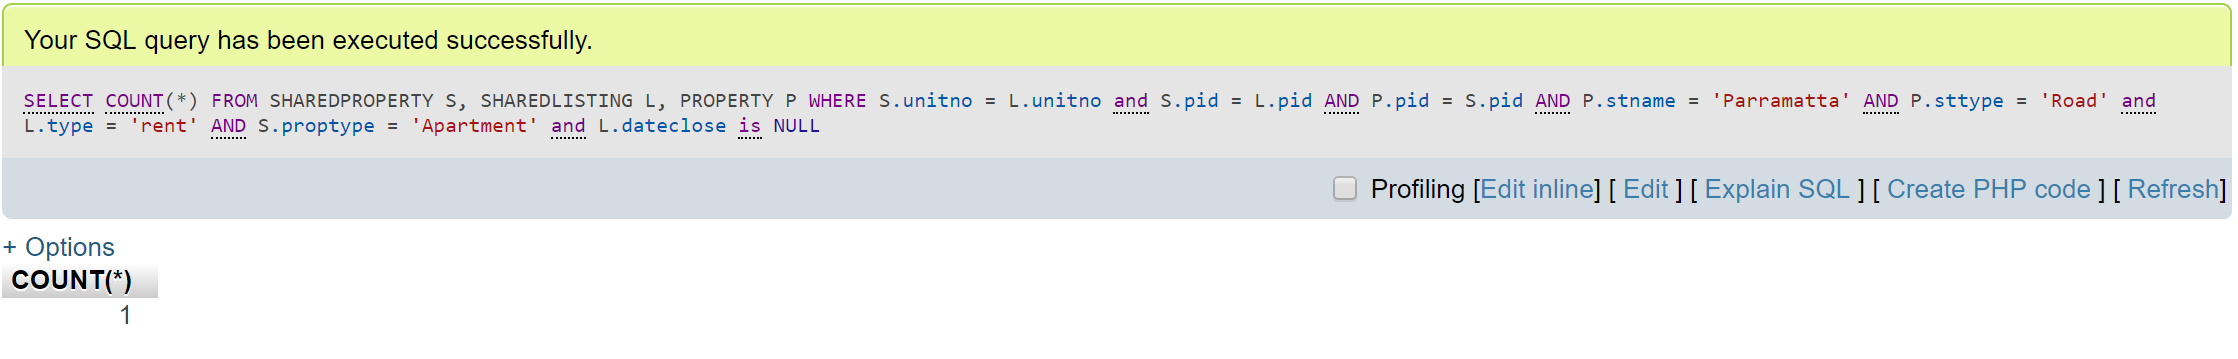 Your SQL query has been executed successfully.
SELECT COUNT(*) FROM SHAREDPROPERTY S, SHAREDLISTING L, PROPERTY P WHERE S.unitno = L.unitno and S.pid = L.pid AND P.pid = S.pid AND P.stname = 'Parramatta' AND P.sttype = 'Road' and
L.type = 'rent' AND S.proptype = 'Apartment' and L.dateclose is NULL
Profiling [Edit inline] [ Edit ] [ Explain SQL ] [ Create PHP code ] [ Refresh]
+ Options
COUNT(*)
1